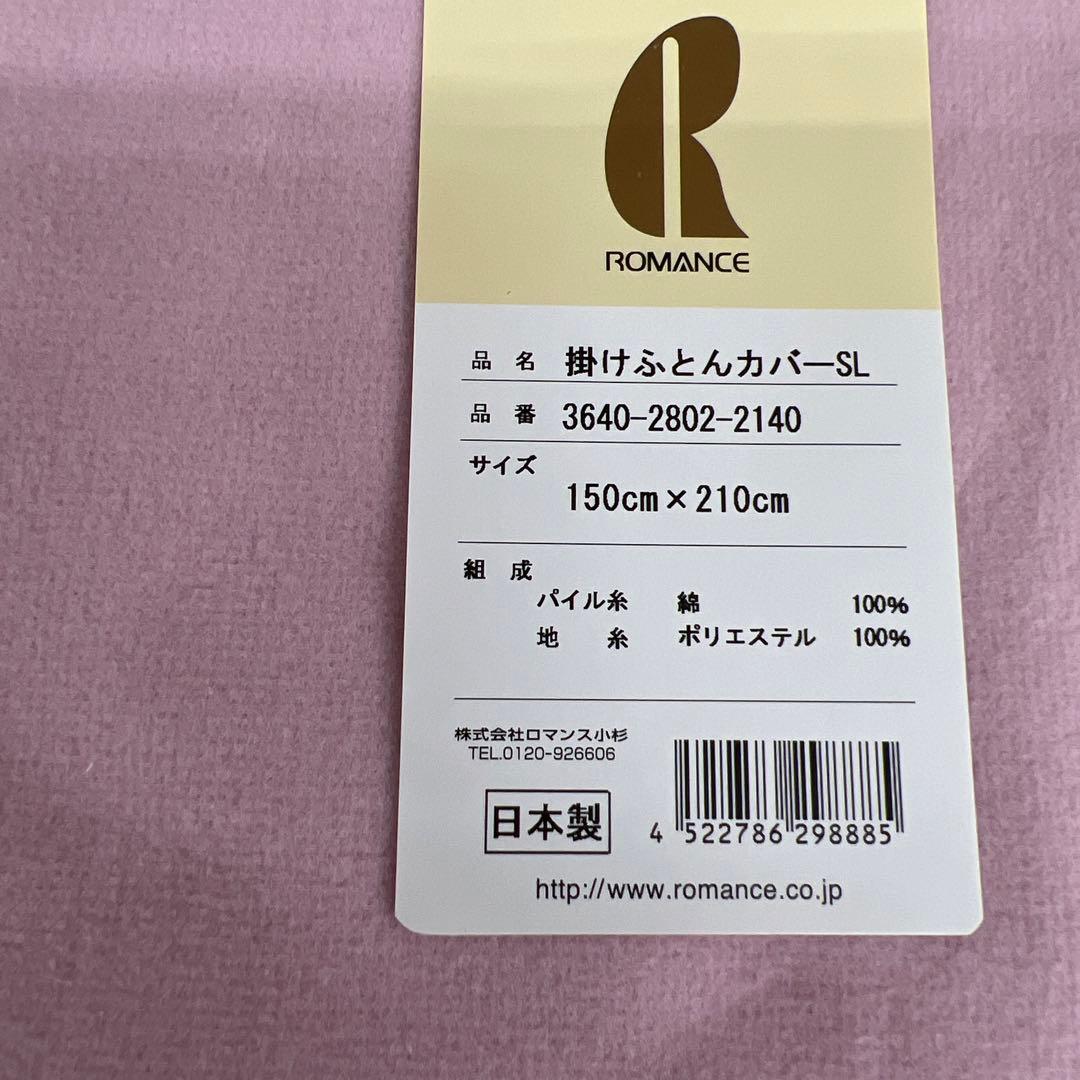 ROMANCE
品 名 掛けふとんカバーSL
品 番 3640-2802-2140
サイズ
150cm×210cm
組 成
パイル糸 綿 100%
地 糸 ポリエステル 100%
株式会社ロマンス小杉
TEL.0120-926606
日本製
4 522786 298885
http://www.romance.co.jp